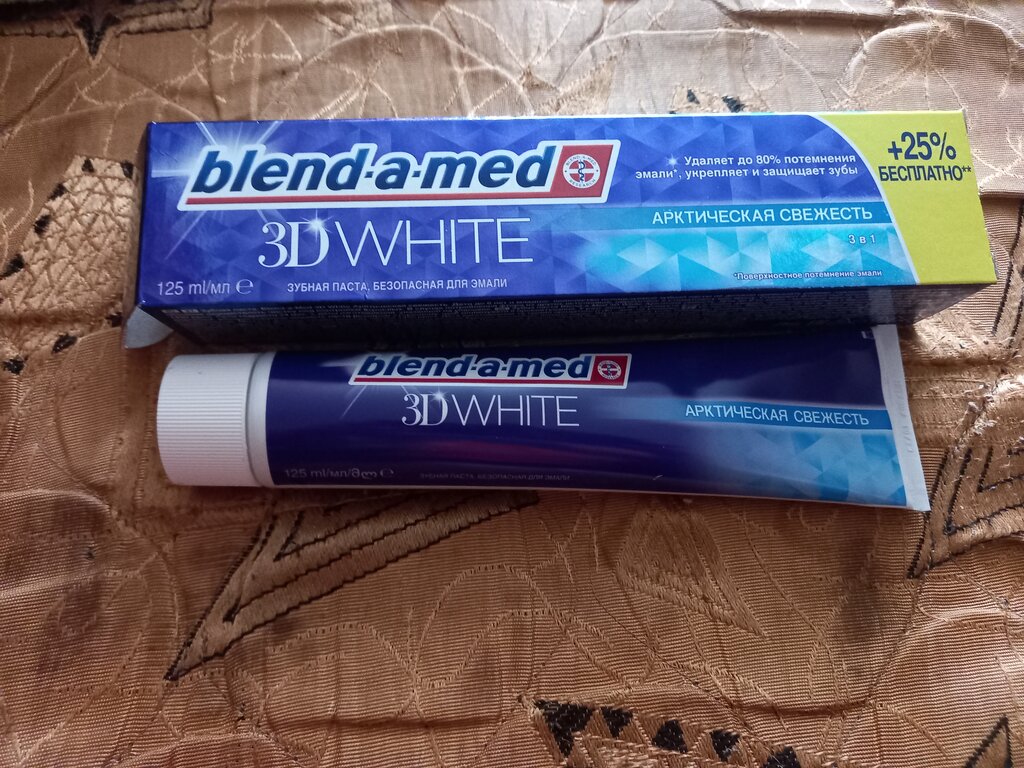 blend-a-med
3D WHITE
125 ml/мл ℮
ЗУБНАЯ ПАСТА, БЕЗОПАСНАЯ ДЛЯ ЭМАЛИ
Удаляет до 80% потемнения
эмали*, укрепляет и защищает зубы
АРКТИЧЕСКАЯ СВЕЖЕСТЬ
3 в 1
*Поверхностное потемнение эмали
+25%
БЕСПЛАТНО**
blend-a-med
3D WHITE
АРКТИЧЕСКАЯ СВЕЖЕСТЬ
125 ml/мл/მლ ℮
ЗУБНАЯ ПАСТА, БЕЗОПАСНАЯ ДЛЯ ЭМАЛИ